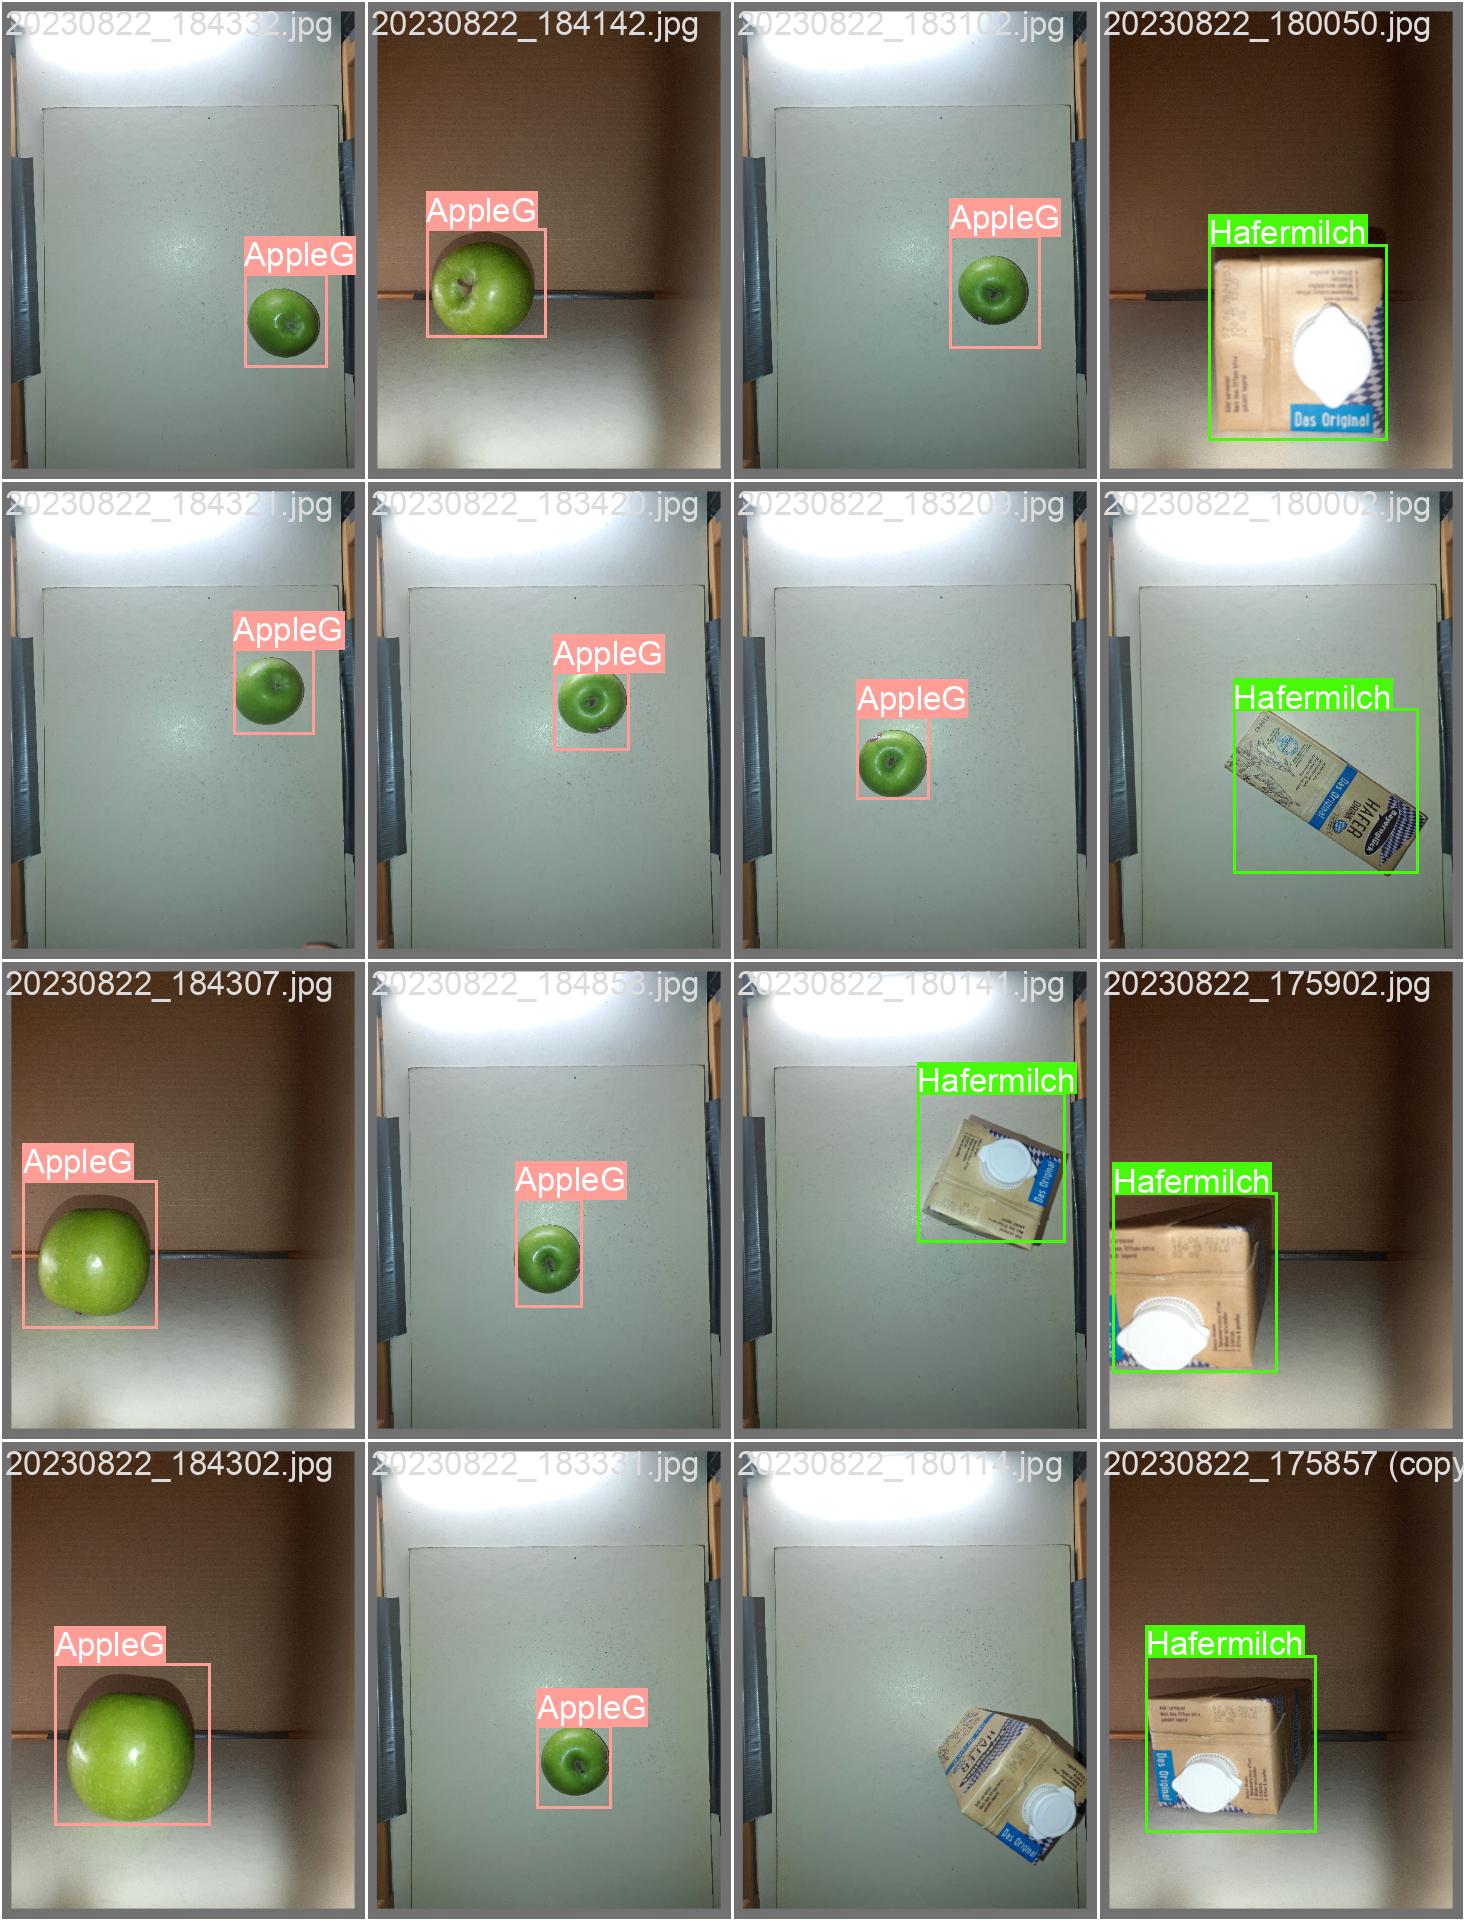 20230822_184332.jpg
20230822_184142.jpg
20230822_183102.jpg
20230822_180050.jpg
AppleG
AppleG
AppleG
Hafermilch
Das Original
20230822_184321.jpg
20230822_183420.jpg
20230822_183209.jpg
20230822_180002.jpg
AppleG
AppleG
AppleG
Hafermilch
Das Original
HAFER
DRINK
Bayernglück
20230822_184307.jpg
20230822_184853.jpg
20230822_180141.jpg
20230822_175902.jpg
AppleG
AppleG
Hafermilch
Das Original
Hafermilch
20230822_184302.jpg
20230822_183331.jpg
20230822_180114.jpg
20230822_175857 (copy
AppleG
AppleG
HAFER
Das Original
Hafermilch
Das Original